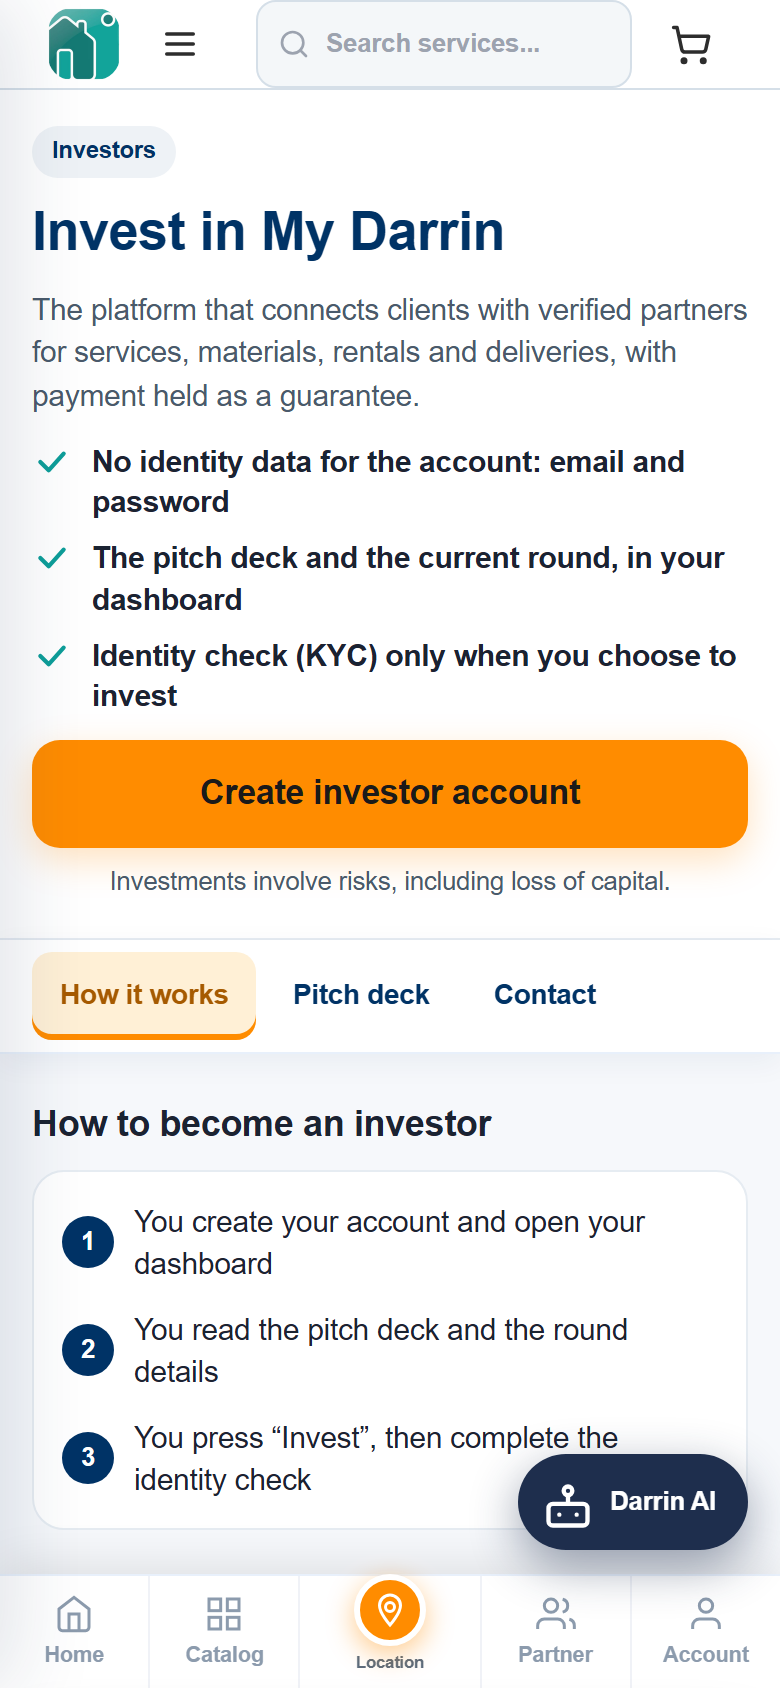 Search services...
Investors
Invest in My Darrin
The platform that connects clients with verified partners
for services, materials, rentals and deliveries, with
payment held as a guarantee.
No identity data for the account: email and
password
The pitch deck and the current round, in your
dashboard
Identity check (KYC) only when you choose to
invest
Create investor account
Investments involve risks, including loss of capital.
How it works Pitch deck Contact
How to become an investor
1 You create your account and open your
dashboard
2 You read the pitch deck and the round
details
3 You press “Invest”, then complete the
identity check
Darrin AI
Home Catalog Location Partner Account